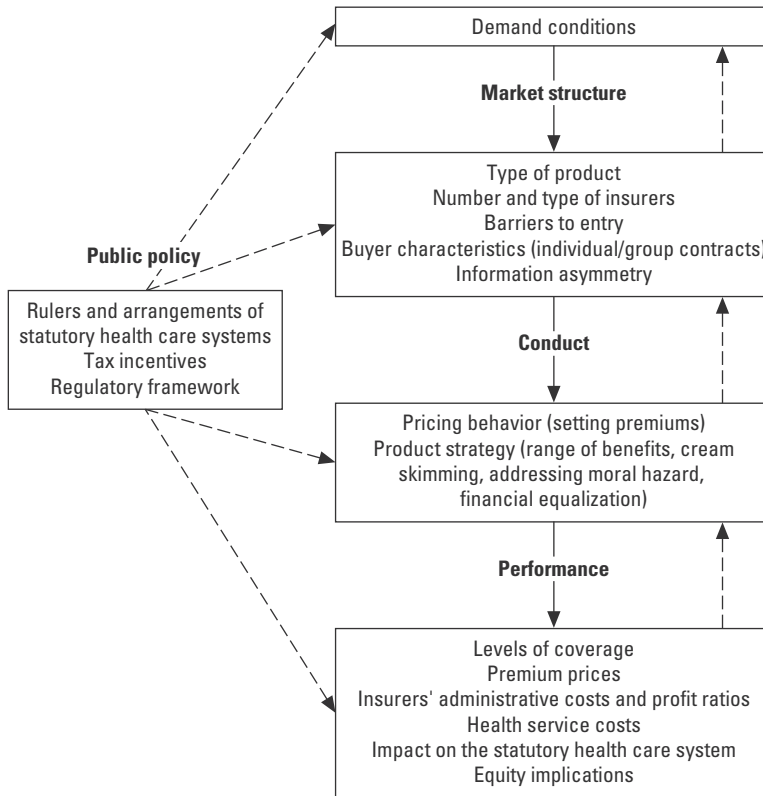 Demand conditions
Market structure
Type of product
Number and type of insurers
Barriers to entry
Buyer characteristics (individual/group contracts)
Information asymmetry
Public policy
Rulers and arrangements of
statutory health care systems
Tax incentives
Regulatory framework
Conduct
Pricing behavior (setting premiums)
Product strategy (range of benefits, cream
skimming, addressing moral hazard,
financial equalization)
Performance
Levels of coverage
Premium prices
Insurers' administrative costs and profit ratios
Health service costs
Impact on the statutory health care system
Equity implications